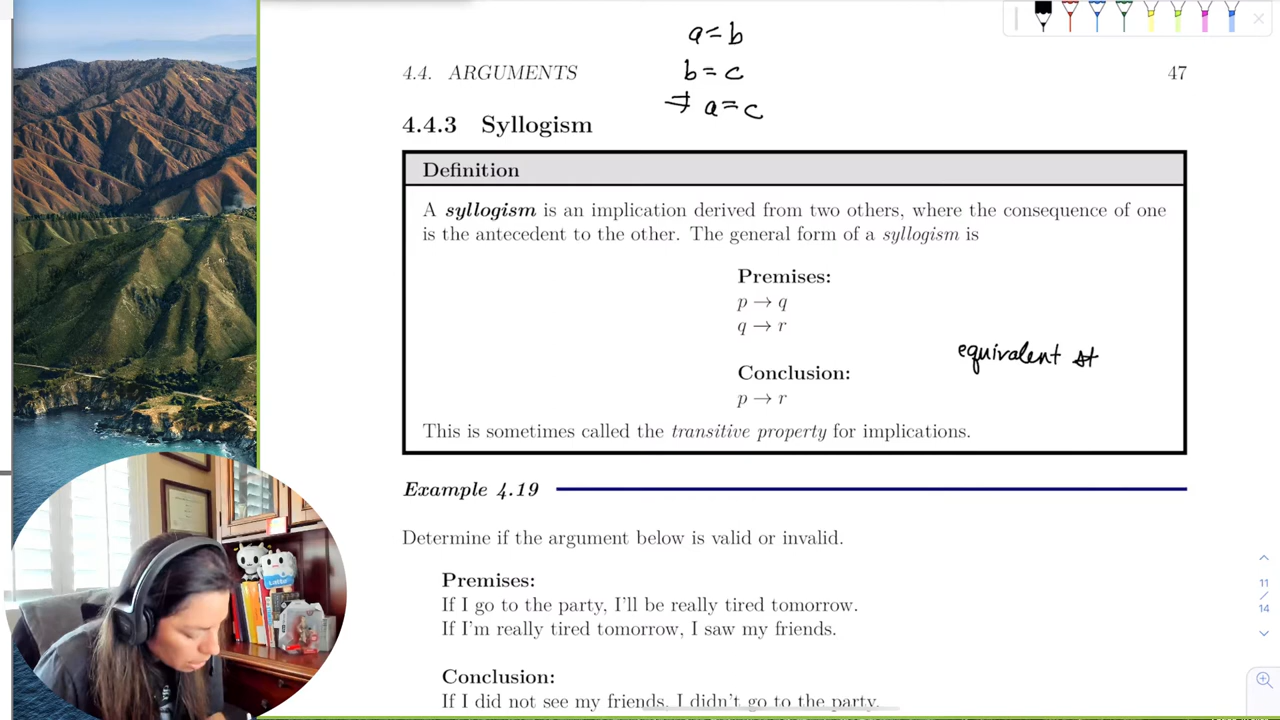 a = b
b = c
⇒ a = c
4.4. ARGUMENTS 47
4.4.3 Syllogism
Definition
A syllogism is an implication derived from two others, where the consequence of one
is the antecedent to the other. The general form of a syllogism is
Premises:
p → q
q → r
equivalent st
Conclusion:
p → r
This is sometimes called the transitive property for implications.
Example 4.19
Determine if the argument below is valid or invalid.
Premises:
If I go to the party, I'll be really tired tomorrow.
If I'm really tired tomorrow, I saw my friends.
Conclusion:
If I did not see my friends, I didn't go to the party.
11
/
14